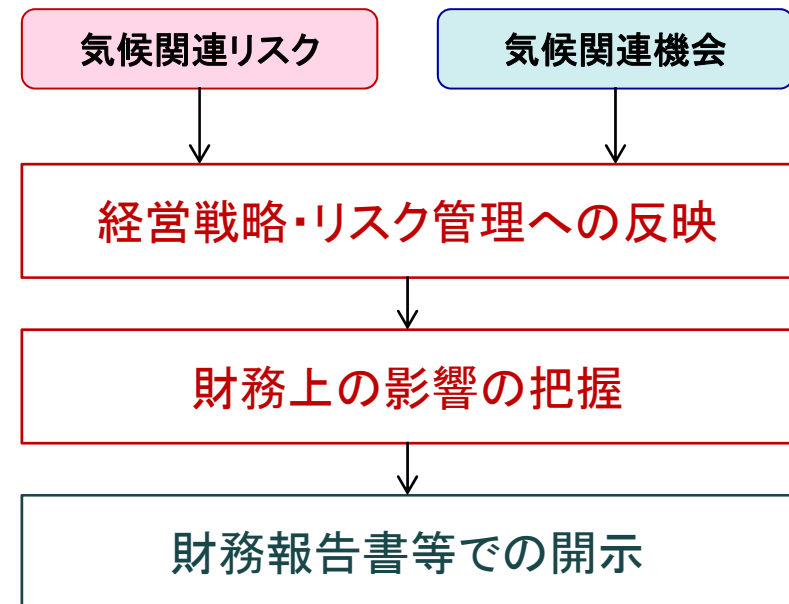 気候関連リスク
気候関連機会
経営戦略・リスク管理への反映
財務上の影響の把握
財務報告書等での開示